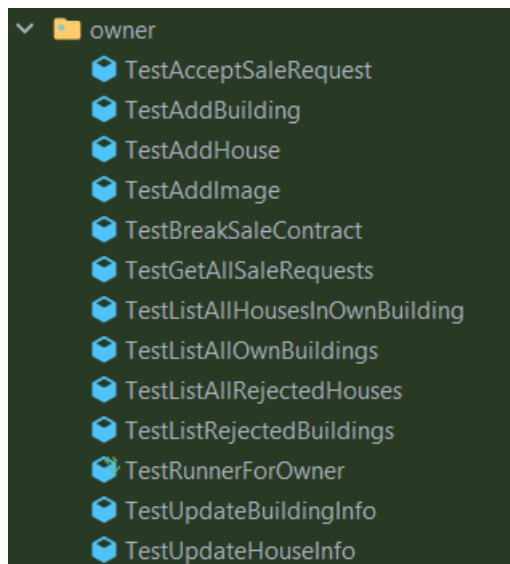 owner
TestAcceptSaleRequest
TestAddBuilding
TestAddHouse
TestAddImage
TestBreakSaleContract
TestGetAllSaleRequests
TestListAllHousesInOwnBuilding
TestListAllOwnBuildings
TestListAllRejectedHouses
TestListRejectedBuildings
TestRunnerForOwner
TestUpdateBuildingInfo
TestUpdateHouseInfo